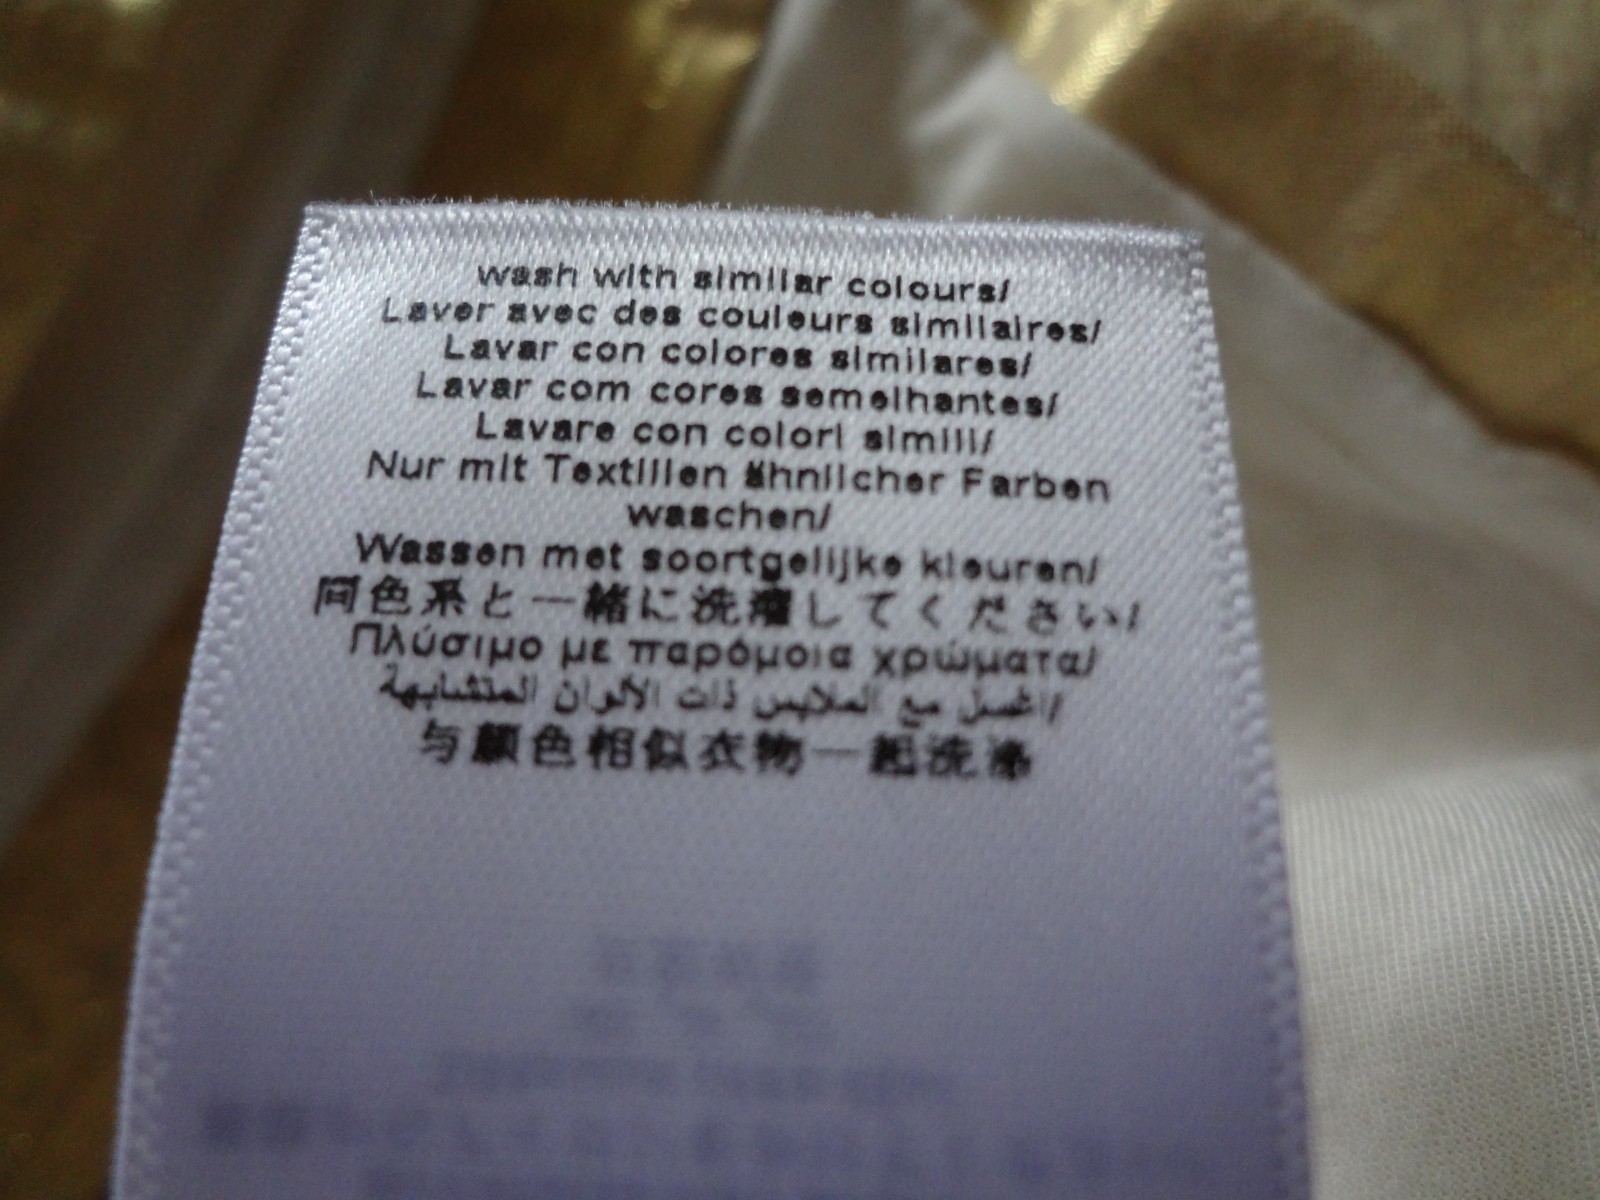 wash with similar colours/
Laver avec des couleurs similaires/
Lavar con colores similares/
Lavar com cores semelhantes/
Lavare con colori simili/
Nur mit Textilien ähnlicher Farben
waschen/
Wassen met soortgelijke kleuren/
同色系と一緒に洗濯してください/
Πλύσιμο με παρόμοια χρώματα/
اغسل مع الملابس ذات الألوان المتشابهة/
与颜色相似衣物一起洗涤